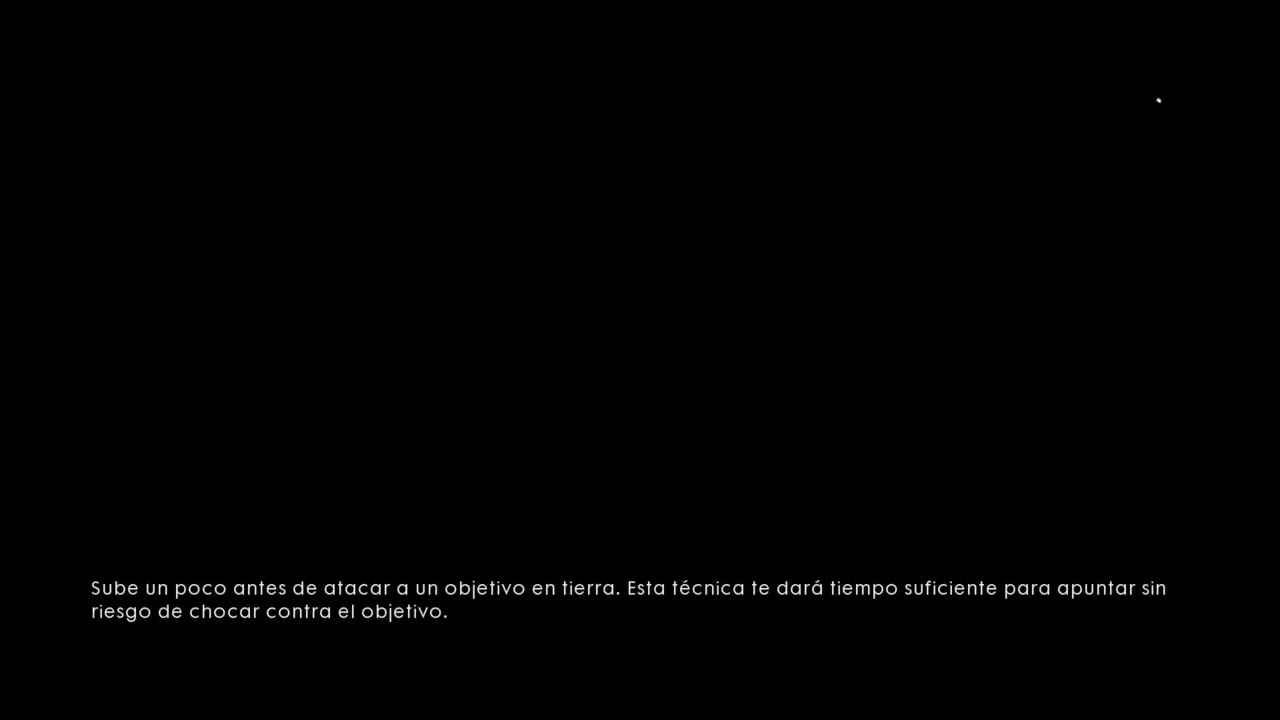 Sube un poco antes de atacar a un objetivo en tierra. Esta técnica te dará tiempo suficiente para apuntar sin
riesgo de chocar contra el objetivo.